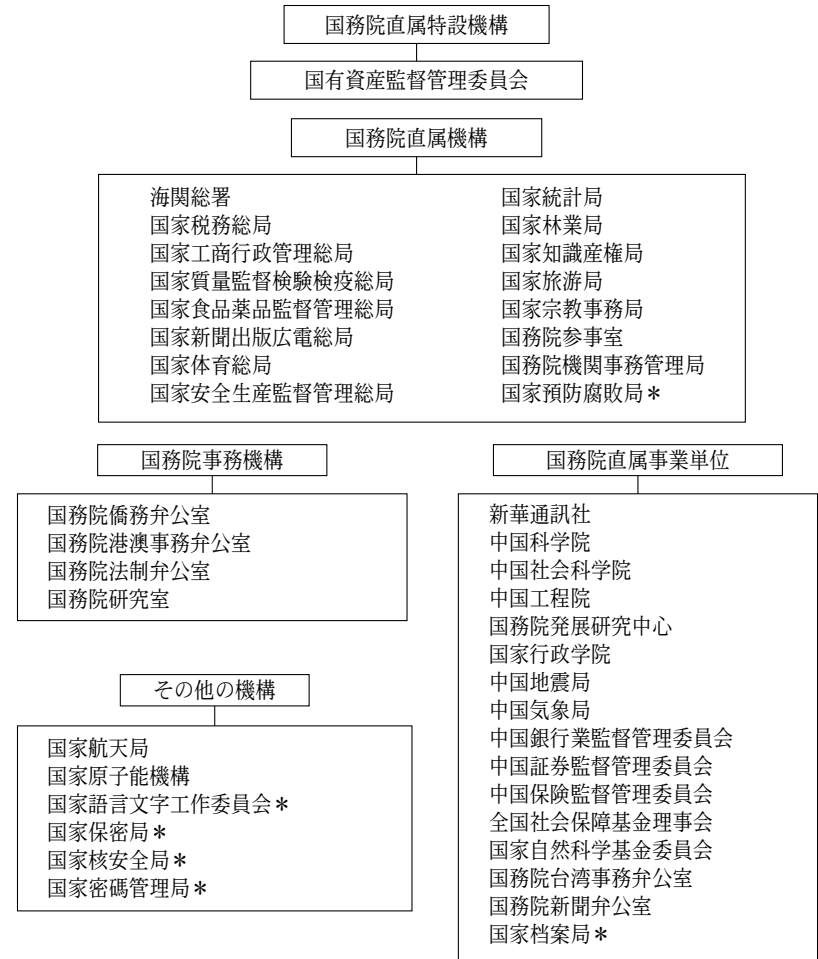 国務院直属特設機構
国有資産監督管理委員会
国務院直属機構
海関総署
国家税務総局
国家工商行政管理総局
国家質量監督検験検疫総局
国家食品薬品監督管理総局
国家新聞出版広電総局
国家体育総局
国家安全生産監督管理総局
国家統計局
国家林業局
国家知識産権局
国家旅游局
国家宗教事務局
国務院参事室
国務院機関事務管理局
国家預防腐敗局＊
国務院事務機構
国務院僑務弁公室
国務院港澳事務弁公室
国務院法制弁公室
国務院研究室
その他の機構
国家航天局
国家原子能機構
国家語言文字工作委員会＊
国家保密局＊
国家核安全局＊
国家密碼管理局＊
国務院直属事業単位
新華通訊社
中国科学院
中国社会科学院
中国工程院
国務院発展研究中心
国家行政学院
中国地震局
中国気象局
中国銀行業監督管理委員会
中国証券監督管理委員会
中国保険監督管理委員会
全国社会保障基金理事会
国家自然科学基金委員会
国務院台湾事務弁公室
国務院新聞弁公室
国家档案局＊